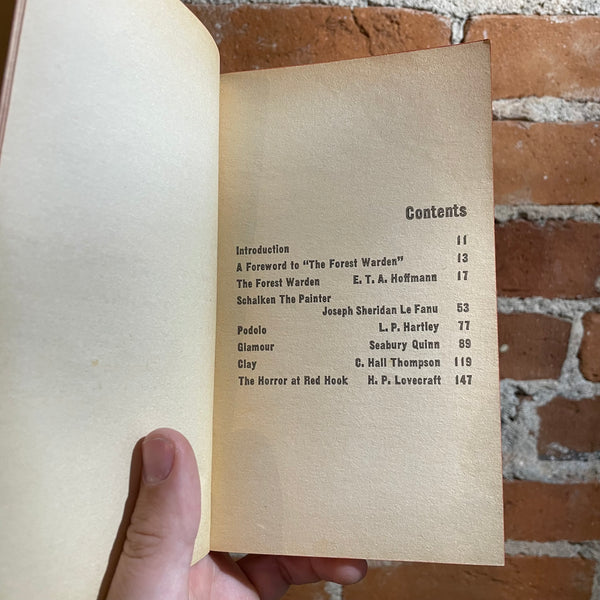 Contents
Introduction 11
A Foreword to "The Forest Warden" 13
The Forest Warden E. T. A. Hoffmann 17
Schalken The Painter
Joseph Sheridan Le Fanu 53
Podolo L. P. Hartley 77
Glamour Seabury Quinn 89
Clay C. Hall Thompson 119
The Horror at Red Hook H. P. Lovecraft 147